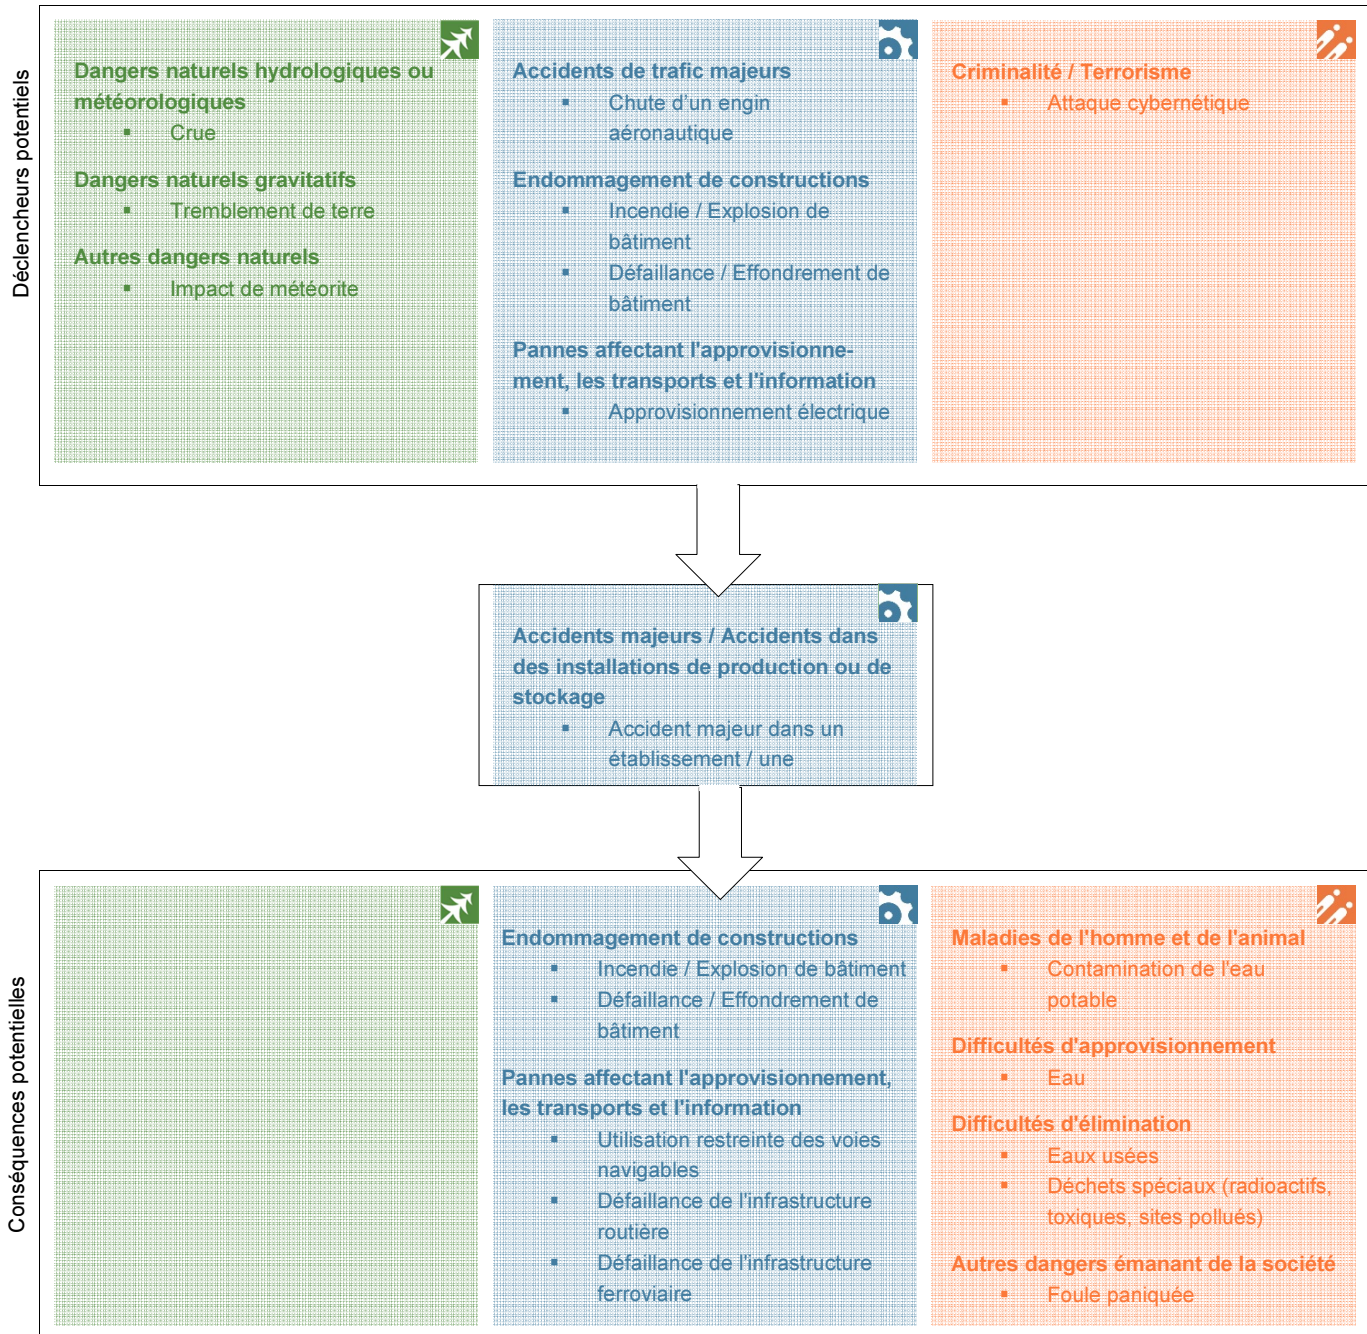 Déclencheurs potentiels
Dangers naturels hydrologiques ou
météorologiques
▪ Crue
Dangers naturels gravitatifs
▪ Tremblement de terre
Autres dangers naturels
▪ Impact de météorite
Accidents de trafic majeurs
▪ Chute d'un engin
aéronautique
Endommagement de constructions
▪ Incendie / Explosion de
bâtiment
▪ Défaillance / Effondrement de
bâtiment
Pannes affectant l'approvisionne-
ment, les transports et l'information
▪ Approvisionnement électrique
Criminalité / Terrorisme
▪ Attaque cybernétique
Accidents majeurs / Accidents dans
des installations de production ou de
stockage
▪ Accident majeur dans un
établissement / une
Conséquences potentielles
Endommagement de constructions
▪ Incendie / Explosion de bâtiment
▪ Défaillance / Effondrement de
bâtiment
Pannes affectant l'approvisionnement,
les transports et l'information
▪ Utilisation restreinte des voies
navigables
▪ Défaillance de l'infrastructure
routière
▪ Défaillance de l'infrastructure
ferroviaire
Maladies de l'homme et de l'animal
▪ Contamination de l'eau
potable
Difficultés d'approvisionnement
▪ Eau
Difficultés d'élimination
▪ Eaux usées
▪ Déchets spéciaux (radioactifs,
toxiques, sites pollués)
Autres dangers émanant de la société
▪ Foule paniquée